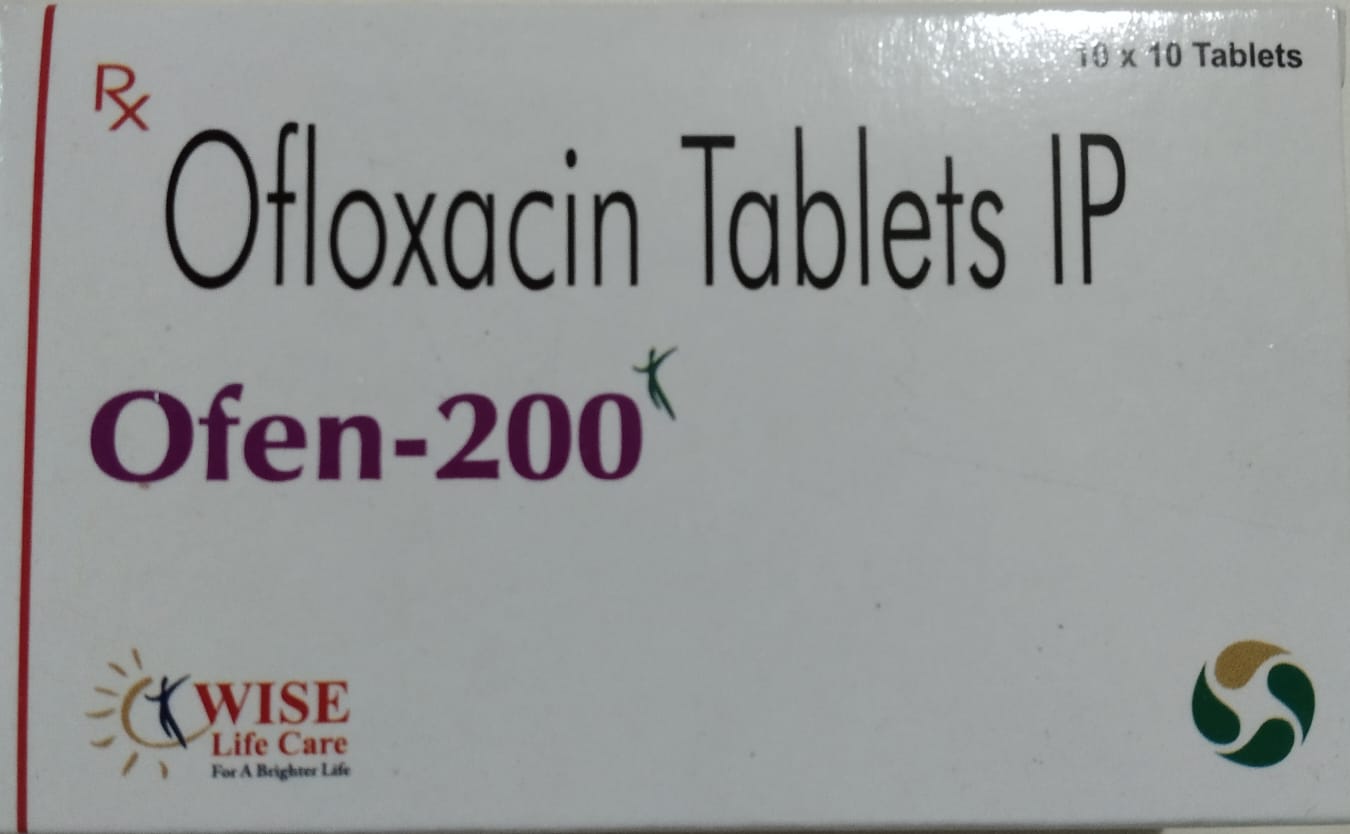 10 x 10 Tablets
Rx
Ofloxacin Tablets IP
Ofen-200
WISE
Life Care
For A Brighter Life